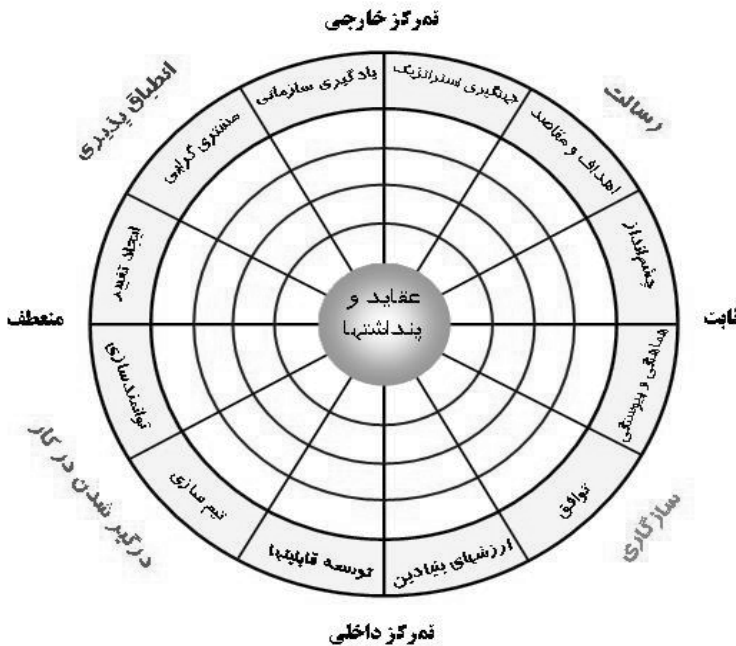 تمرکز خارجی
انطباق پذیری
رسالت
یادگیری سازمانی
جهتگیری استراتژیک
مشتری گرایی
اهداف و مقاصد
ایجاد تغییر
چشم‌انداز
عقاید و
پنداشتها
منعطف
ثابت
توانمندسازی
هماهنگی و پیوستگی
تیم سازی
توافق
توسعه قابلیتها
ارزشهای بنیادین
درگیر شدن در کار
سازگاری
تمرکز داخلی